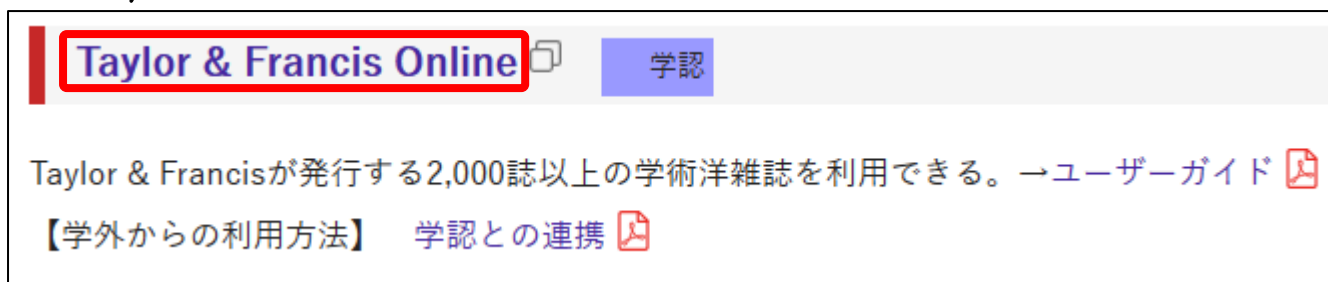 Taylor & Francis Online 学認
Taylor & Francisが発行する2,000誌以上の学術洋雑誌を利用できる。→ユーザーガイド
【学外からの利用方法】　学認との連携